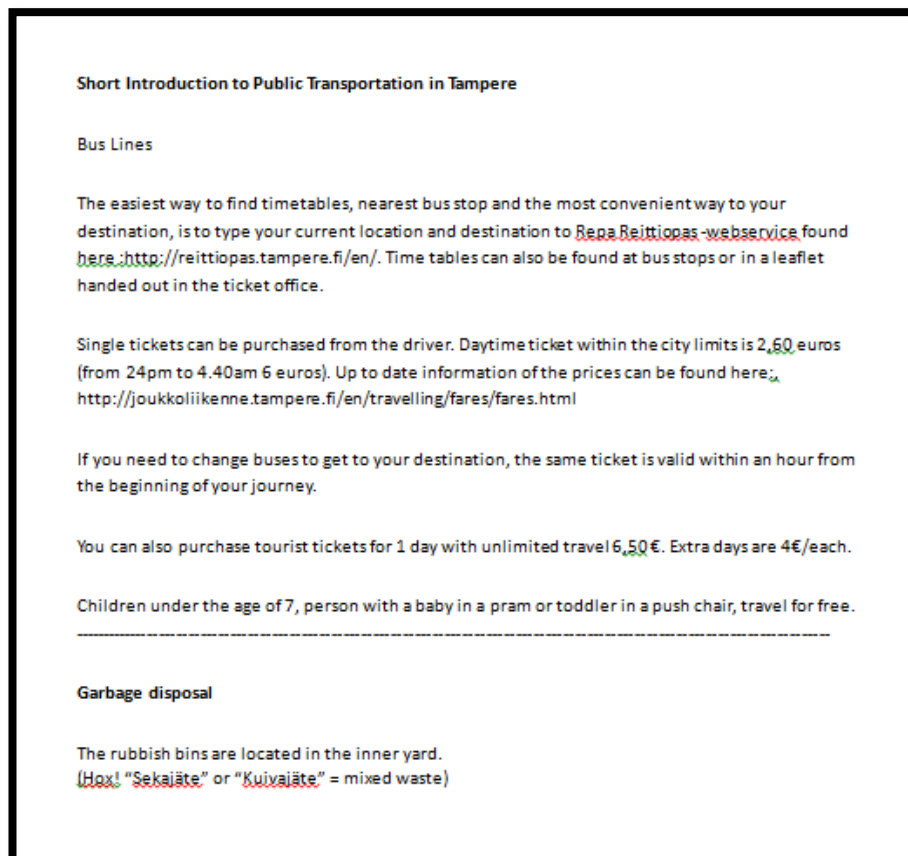 Short Introduction to Public Transportation in Tampere
Bus Lines
The easiest way to find timetables, nearest bus stop and the most convenient way to your
destination, is to type your current location and destination to Repa Reittiopas -webservice found
here :http://reittiopas.tampere.fi/en/. Time tables can also be found at bus stops or in a leaflet
handed out in the ticket office.
Single tickets can be purchased from the driver. Daytime ticket within the city limits is 2,60 euros
(from 24pm to 4.40am 6 euros). Up to date information of the prices can be found here:,
http://joukkoliikenne.tampere.fi/en/travelling/fares/fares.html
If you need to change buses to get to your destination, the same ticket is valid within an hour from
the beginning of your journey.
You can also purchase tourist tickets for 1 day with unlimited travel 6,50€. Extra days are 4€/each.
Children under the age of 7, person with a baby in a pram or toddler in a push chair, travel for free.
--------------------------------------------------------------------------------------------------------------
Garbage disposal
The rubbish bins are located in the inner yard.
(Hox! “Sekajäte” or “Kuivajäte” = mixed waste)